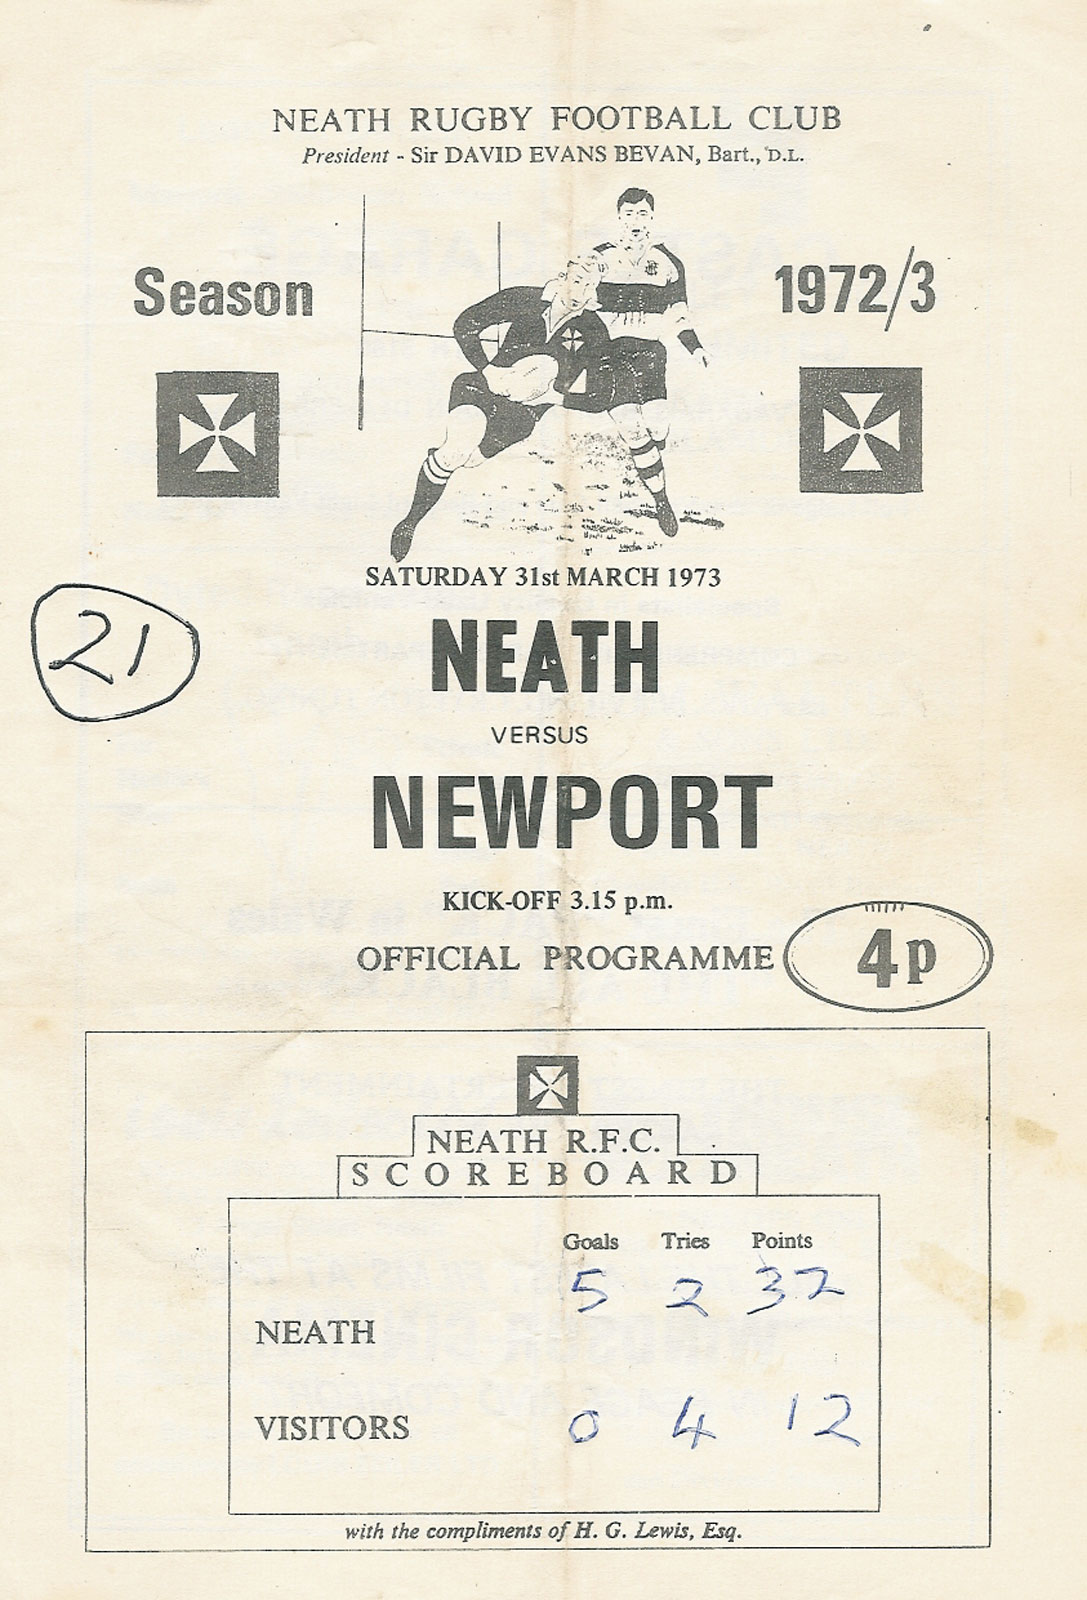 NEATH RUGBY FOOTBALL CLUB
President - Sir DAVID EVANS BEVAN, Bart., D.L.
Season 1972/3
SATURDAY 31st MARCH 1973
21
NEATH
VERSUS
NEWPORT
KICK-OFF 3.15 p.m.
OFFICIAL PROGRAMME 4p
NEATH R.F.C.
SCOREBOARD
Goals Tries Points
5 2 32
NEATH
VISITORS 0 4 12
with the compliments of H. G. Lewis, Esq.